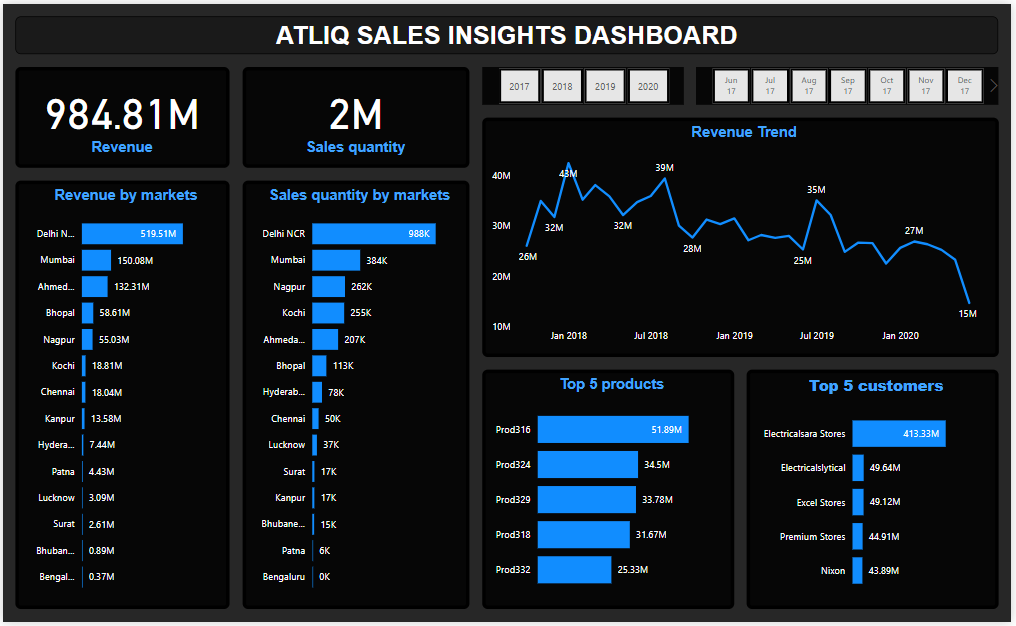 ATLIQ SALES INSIGHTS DASHBOARD
984.81M
Revenue
2M
Sales quantity
2017 2018 2019 2020
Jun 17 Jul 17 Aug 17 Sep 17 Oct 17 Nov 17 Dec 17
Revenue by markets
Delhi N... 519.51M
Mumbai 150.08M
Ahmed... 132.31M
Bhopal 58.61M
Nagpur 55.03M
Kochi 18.81M
Chennai 18.04M
Kanpur 13.58M
Hydera... 7.44M
Patna 4.43M
Lucknow 3.09M
Surat 2.61M
Bhuban... 0.89M
Bengal... 0.37M
Sales quantity by markets
Delhi NCR 988K
Mumbai 384K
Nagpur 262K
Kochi 255K
Ahmeda... 207K
Bhopal 113K
Hyderab... 78K
Chennai 50K
Lucknow 37K
Surat 17K
Kanpur 17K
Bhubane... 15K
Patna 6K
Bengaluru 0K
Revenue Trend
40M
30M
20M
10M
26M 32M 43M 32M 39M 28M 25M 35M 27M 15M
Jan 2018 Jul 2018 Jan 2019 Jul 2019 Jan 2020
Top 5 products
Prod316 51.89M
Prod324 34.5M
Prod329 33.78M
Prod318 31.67M
Prod332 25.33M
Top 5 customers
Electricalsara Stores 413.33M
Electricalslytical 49.64M
Excel Stores 49.12M
Premium Stores 44.91M
Nixon 43.89M